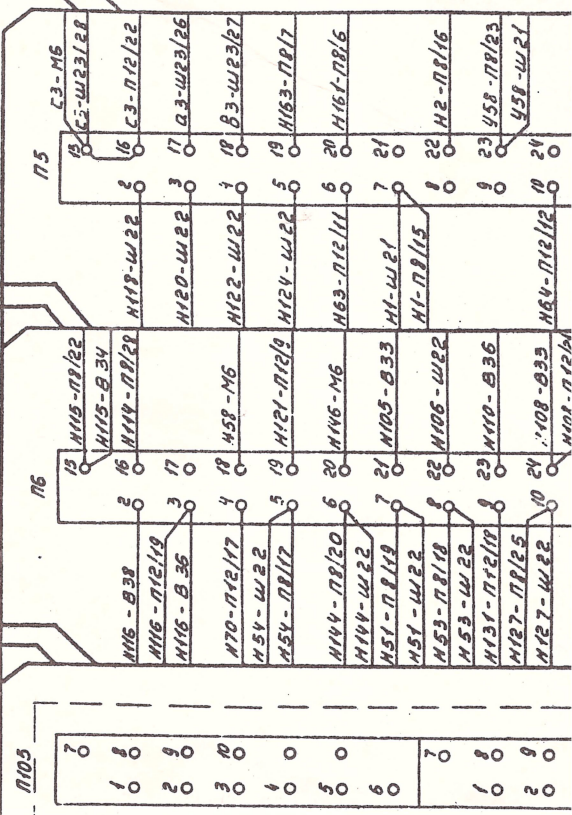 П5
С3-М6
С3-Ш23/28
С3-П12/22
а3-Ш23/26
В3-Ш23/27
Н163-П8/7
Н161-П8/6
Н2-П8/16
У58-П8/23
У58-Ш21
15 16 17 18 19 20 21 22 23 24
2 3 4 5 6 7 8 9 10
Н118-Ш22
Н120-Ш22
Н122-Ш22
Н124-Ш22
Н63-П12/11
Н1-Ш21
Н1-П8/15
Н64-П12/12
П6
Н115-П8/22
Н115-В34
Н114-П8/28
Н58-М6
Н121-П12/9
Н146-М6
Н105-В33
Н106-Ш22
Н110-В36
Н108-В33
15 16 17 18 19 20 21 22 23 24
2 3 4 5 6 7 8 9 10
Н116-В38
Н116-П12/19
Н116-В36
Н70-П12/17
Н54-Ш22
Н54-П8/17
Н144-П8/20
Н144-Ш22
Н51-П8/19
Н51-Ш22
Н53-П8/18
Н53-Ш22
Н131-П12/18
Н127-П8/25
Н127-Ш22
П103
7 8 9 10
1 2 3 4 5 6
7 8 9
1 2